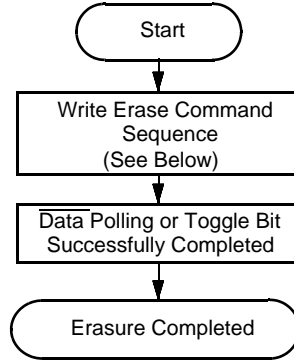 Start
Write Erase Command
Sequence
(See Below)
Data Polling or Toggle Bit
Successfully Completed
Erasure Completed